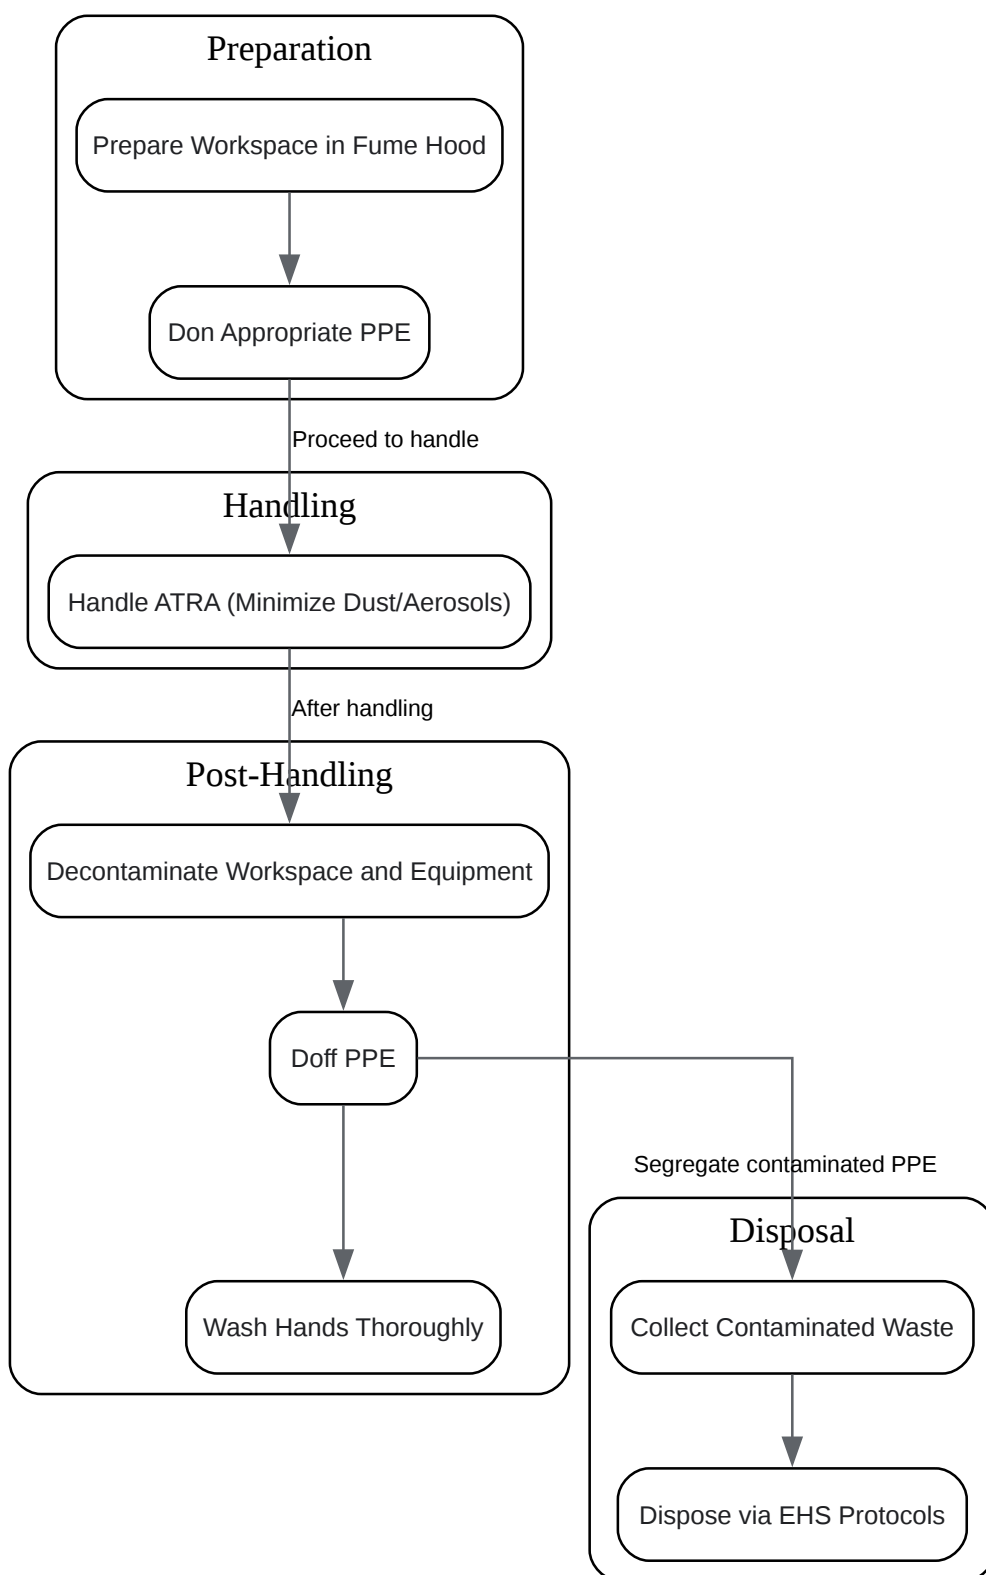 Preparation
Prepare Workspace in Fume Hood
Don Appropriate PPE
Proceed to handle
Handling
Handle ATRA (Minimize Dust/Aerosols)
After handling
Post-Handling
Decontaminate Workspace and Equipment
Doff PPE
Segregate contaminated PPE
Disposal
Wash Hands Thoroughly
Collect Contaminated Waste
Dispose via EHS Protocols